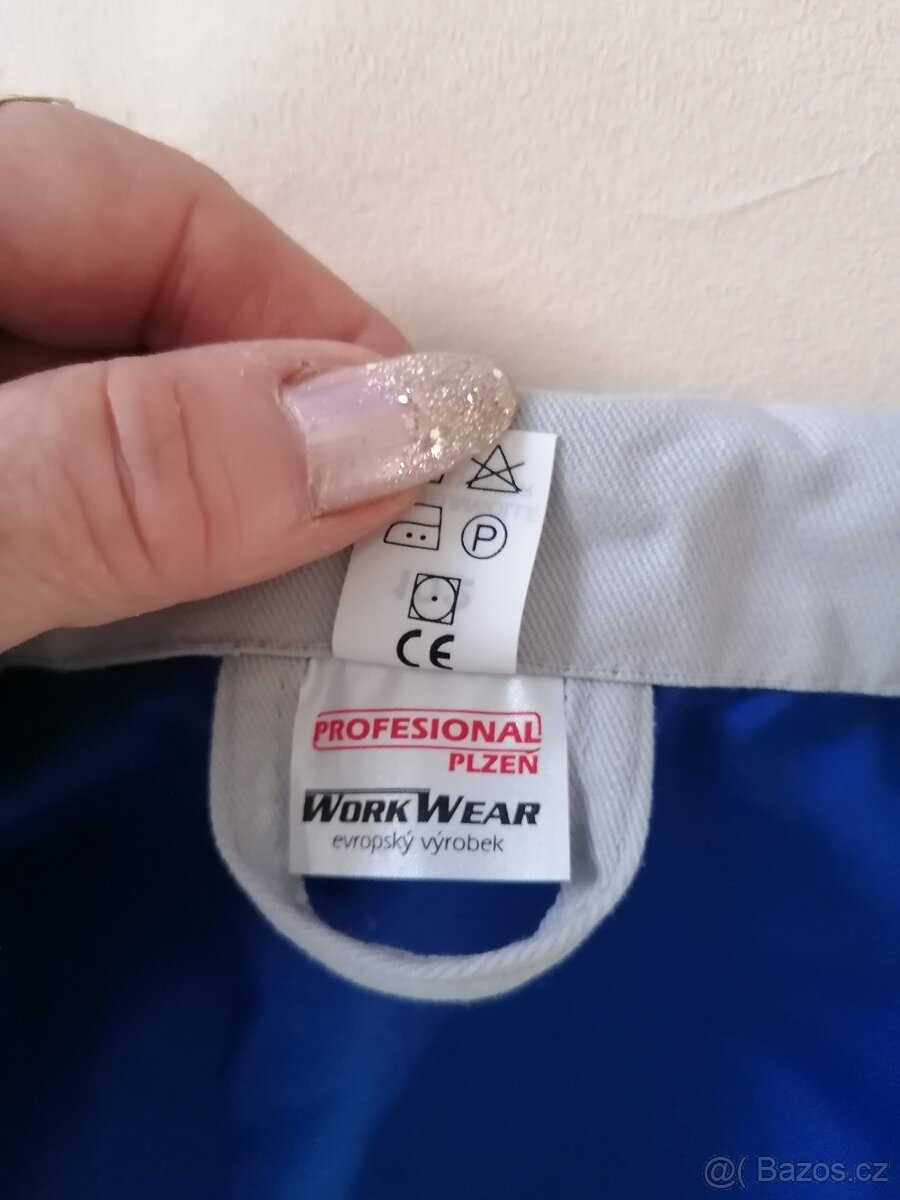 P
CE
PROFESIONAL
PLZEŇ
WORKWEAR
evropský výrobek
@( Bazos.cz